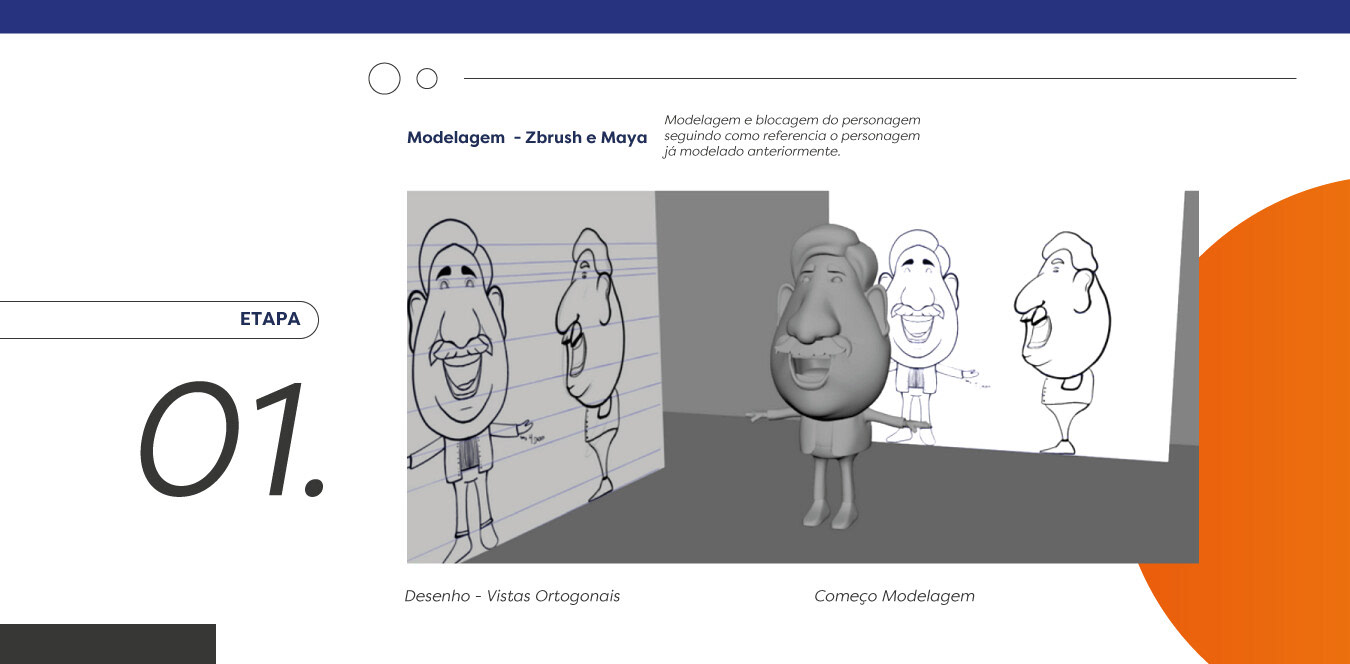 Modelagem - Zbrush e Maya
Modelagem e blocagem do personagem
seguindo como referencia o personagem
já modelado anteriormente.
ETAPA
01.
Desenho - Vistas Ortogonais
Começo Modelagem